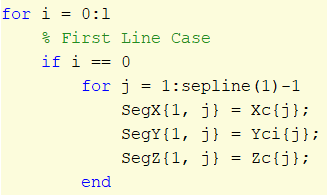 for i = 0:l
% First Line Case
if i == 0
for j = 1:sepline(1)-1
SegX{1, j} = Xc{j};
SegY{1, j} = Yci{j};
SegZ{1, j} = Zc{j};
end